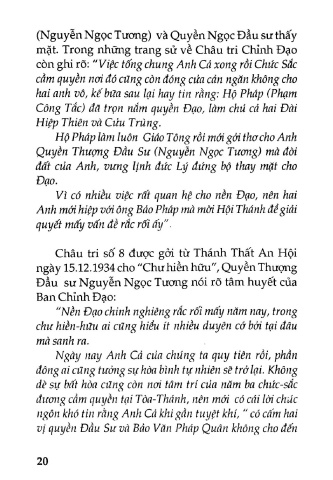 (Nguyễn Ngọc Tương) và Quyền Ngọc Đầu sư thấy
mặt. Trong những trang sử về Châu tri Chỉnh Đạo
còn ghi rõ: "Việc tống chung Anh Cả xong rồi Chức Sắc
cầm quyền nơi đó cũng còn đóng cửa cản ngăn không cho
hai anh vô, kế bữa sau lại hay tin rằng: Hộ Pháp (Phạm
Công Tắc) đã trọn nắm quyền Đạo, làm chủ cả hai Đài
Hiệp Thiên và Cửu Trùng.
Hộ Pháp làm luôn Giáo Tông rồi mới gởi thơ cho Anh
Quyền Thượng Đầu Sư (Nguyễn Ngọc Tương) mà đòi
đất của Anh, vưng lịnh đức Lý đứng bộ thay mặt cho
Đạo.
Vì có nhiều việc rất quan hệ cho nền Đạo, nên hai
Anh mới hiệp với ông Bảo Pháp mà mời Hội Thánh để giải
quyết mấy vấn đề rắc rối ấy".
Châu tri số 8 được gởi từ Thánh Thất An Hội
ngày 15.12.1934 cho "Chư hiền hữu", Quyền Thượng
Đầu sư Nguyễn Ngọc Tương nói rõ tâm huyết của
Ban Chỉnh Đạo:
"Nền Đạo chinh nghiêng rắc rối mấy năm nay, trong
chư hiền-hữu ai cũng hiểu ít nhiều duyên cớ bởi tại đâu
mà sanh ra.
Ngày nay Anh Cả của chúng ta quy tiên rồi, phần
đông ai cũng tưởng sự hòa bình tự nhiên sẽ trở lại. Không
dè sự bất hòa cũng còn nơi tâm trí của năm ba chức-sắc
đương cầm quyền tại Tòa-Thánh, nên mới có cái lời chúc
ngôn khó tin rằng Anh Cả khi gần tuyệt khí, " có cấm hai
vị quyền Đầu Sư và Bảo Văn Pháp Quân không cho đến
20